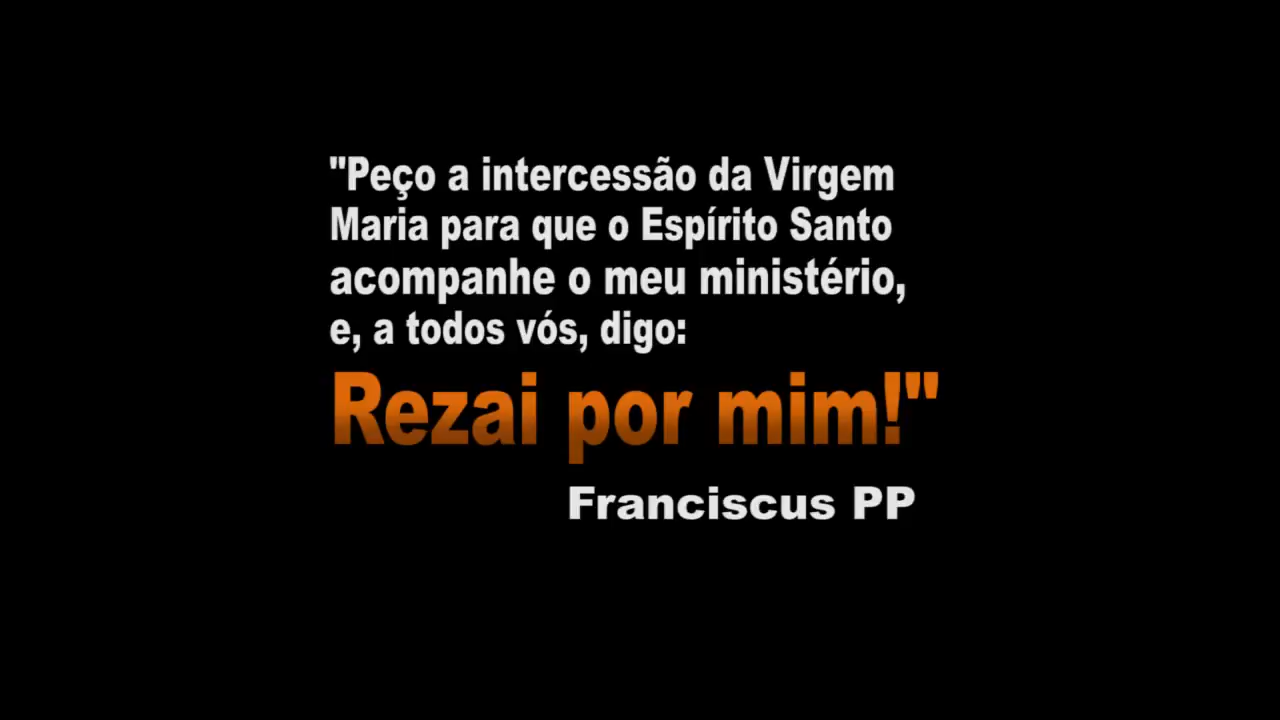 "Peço a intercessão da Virgem
Maria para que o Espírito Santo
acompanhe o meu ministério,
e, a todos vós, digo:
Rezai por mim!"
Franciscus PP